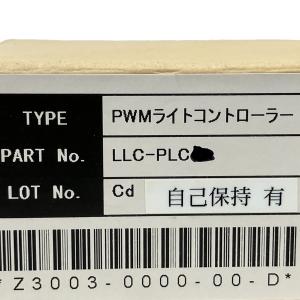 TYPE PWMライトコントローラー
PART No. LLC-PLC
LOT No. Cd 自己保持 有
*Z3003-0000-00-D*